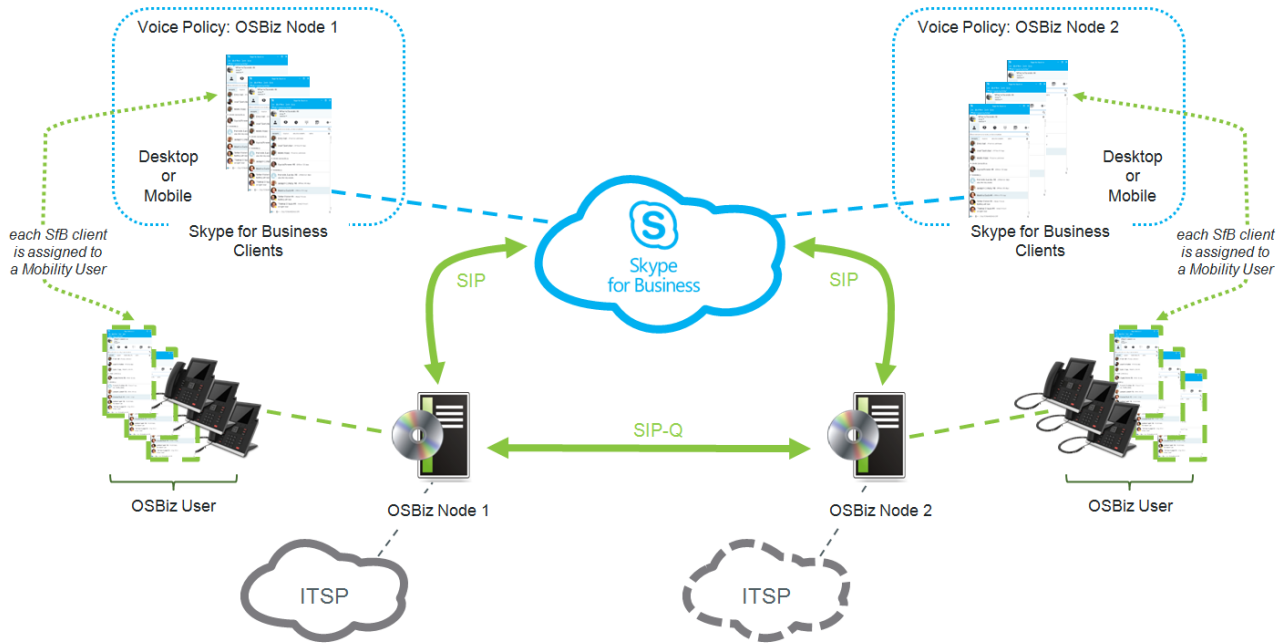 Voice Policy: OSBiz Node 1
Voice Policy: OSBiz Node 2
Desktop
or
Mobile
Desktop
or
Mobile
Skype for Business
Clients
Skype for Business
Clients
each SfB client
is assigned to
a Mobility User
each SfB client
is assigned to
a Mobility User
S
Skype
for Business
SIP
SIP
SIP-Q
OSBiz User
OSBiz Node 1
OSBiz Node 2
OSBiz User
ITSP
ITSP